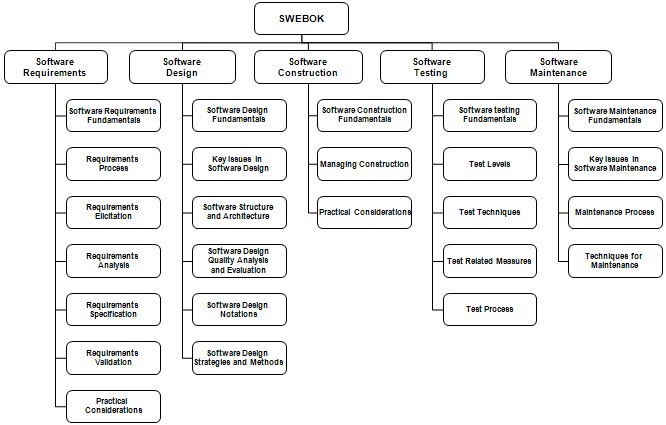 SWEBOK
Software
Requirements
Software
Design
Software
Construction
Software
Testing
Software
Maintenance
Software Requirements
Fundamentals
Requirements
Process
Requirements
Elicitation
Requirements
Analysis
Requirements
Specification
Requirements
Validation
Practical
Considerations
Software Design
Fundamentals
Key Issues in
Software Design
Software Structure
and Architecture
Software Design
Quality Analysis
and Evaluation
Software Design
Notations
Software Design
Strategies and Methods
Software Construction
Fundamentals
Managing Construction
Practical Considerations
Software testing
Fundamentals
Test Levels
Test Techniques
Test Related Measures
Test Process
Software Maintenance
Fundamentals
Key Issues in
Software Maintenance
Maintenance Process
Techniques for
Maintenance